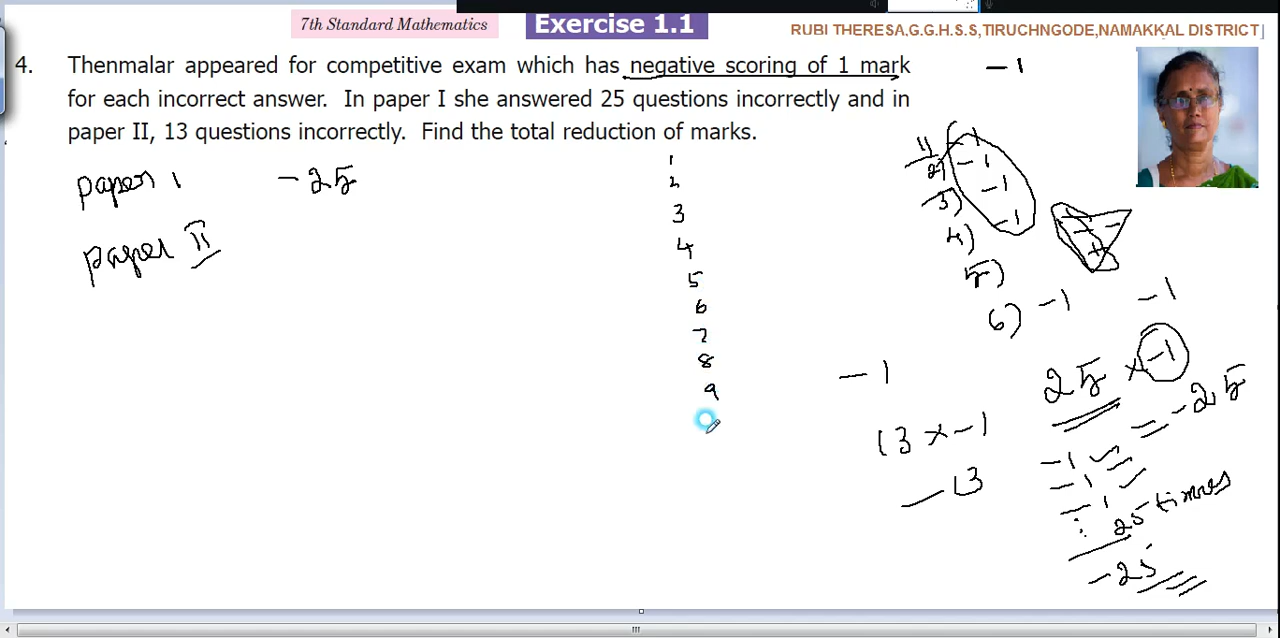 7th Standard Mathematics
Exercise 1.1
RUBI THERESA,G.G.H.S.S,TIRUCHNGODE,NAMAKKAL DISTRICT]
4. Thenmalar appeared for competitive exam which has negative scoring of 1 mark
for each incorrect answer. In paper I she answered 25 questions incorrectly and in
paper II, 13 questions incorrectly. Find the total reduction of marks.
-1
paper 1 -25
paper II
1
2
3
4
5
6
7
8
9
1) -1
2) -1
3) -1
4) -1
5)
6) -1 -1
25 x -1
= -25
-1
-1
-1
⋮ 25 times
-25
-1
13 x -1
-13